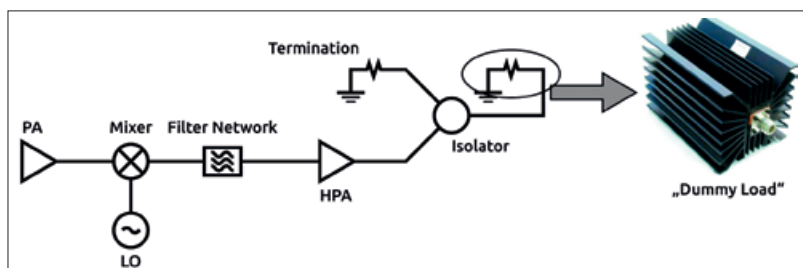 Termination
PA
Mixer
Filter Network
Isolator
HPA
LO
„Dummy Load“